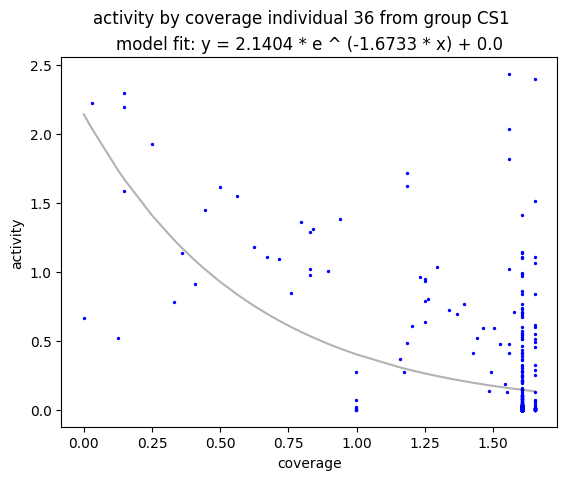 activity by coverage individual 36 from group CS1
model fit: y = 2.1404 * e ^ (-1.6733 * x) + 0.0
2.5
2.0
1.5
1.0
0.5
0.0
activity
0.00 0.25 0.50 0.75 1.00 1.25 1.50
coverage